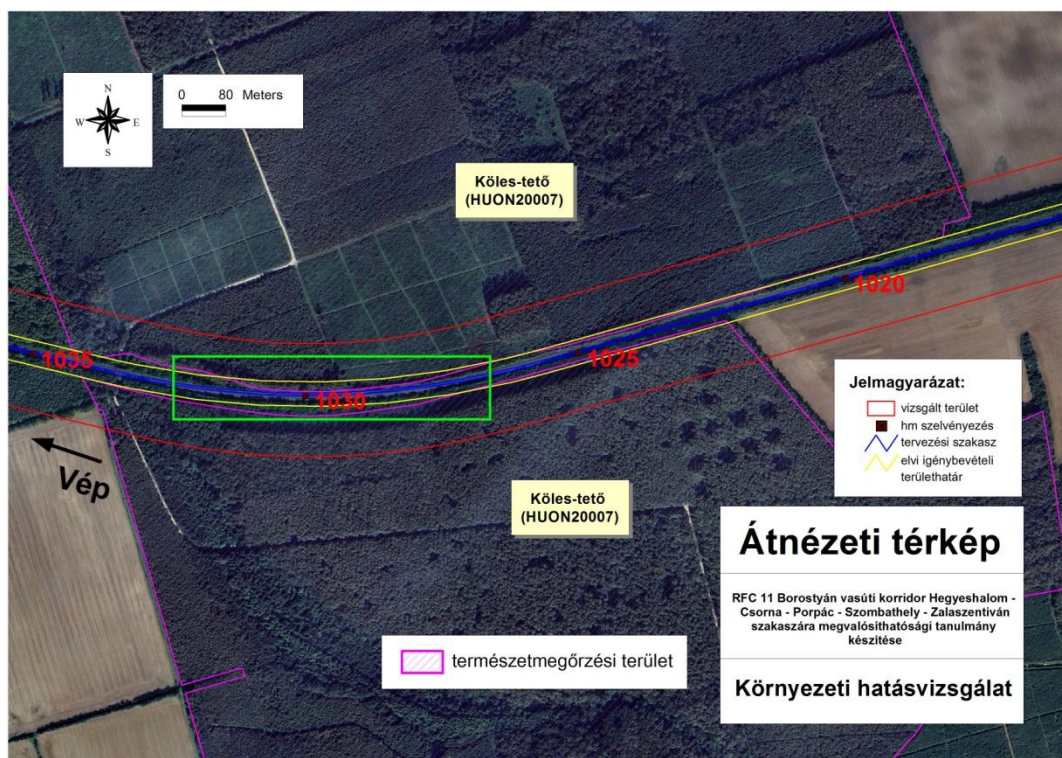 N
W E
S
0 80 Meters
Köles-tető
(HUON20007)
1020
1025
1035
1030
Vép
Köles-tető
(HUON20007)
Jelmagyarázat:
vizsgált terület
hm szelvényezés
tervezési szakasz
elvi igénybevételi
területhatár
természetmegőrzési terület
Átnézeti térkép
RFC 11 Borostyán vasúti korridor Hegyeshalom -
Csorna - Porpác - Szombathely - Zalaszentiván
szakaszára megvalósíthatósági tanulmány
készítése
Környezeti hatásvizsgálat